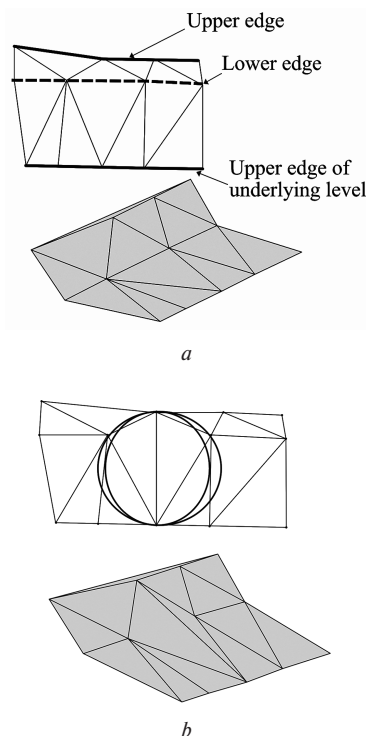 Upper edge
Lower edge
Upper edge of
underlying level
a
b